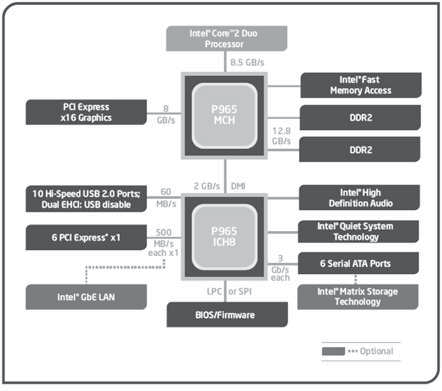 Intel® Core™2 Duo
Processor
8.5 GB/s
P965
MCH
Intel® Fast
Memory Access
PCI Express
x16 Graphics
8
GB/s
DDR2
12.8
GB/s
DDR2
2 GB/s
DMI
10 Hi-Speed USB 2.0 Ports;
Dual EHCI: USB disable
60
MB/s
Intel® High
Definition Audio
P965
ICH8
6 PCI Express* x1
500
MB/s
each x1
Intel® Quiet System
Technology
3
Gb/s
each
6 Serial ATA Ports
Intel® GbE LAN
Intel® Matrix Storage
Technology
LPC or SPI
BIOS/Firmware
Optional